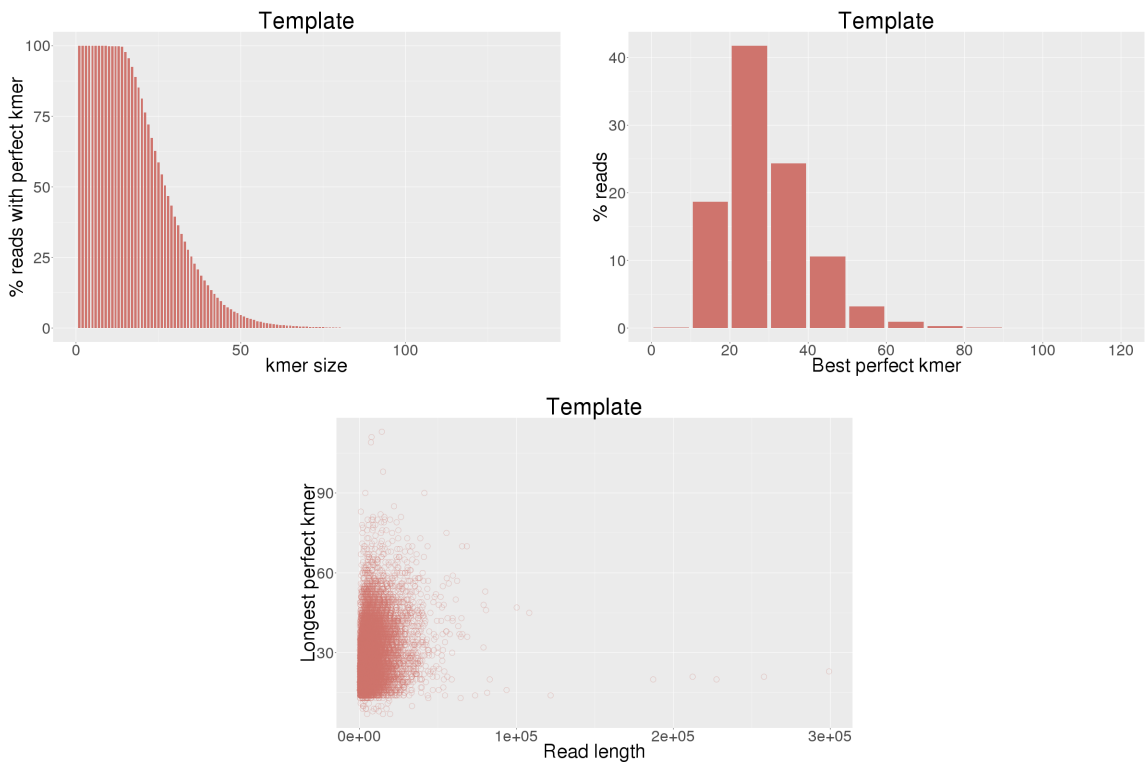 Template
% reads with perfect kmer
100
75
50
25
0
0 50 100
kmer size
Template
% reads
40
30
20
10
0
0 20 40 60 80 100 120
Best perfect kmer
Template
Longest perfect kmer
90
60
30
0e+00 1e+05 2e+05 3e+05
Read length